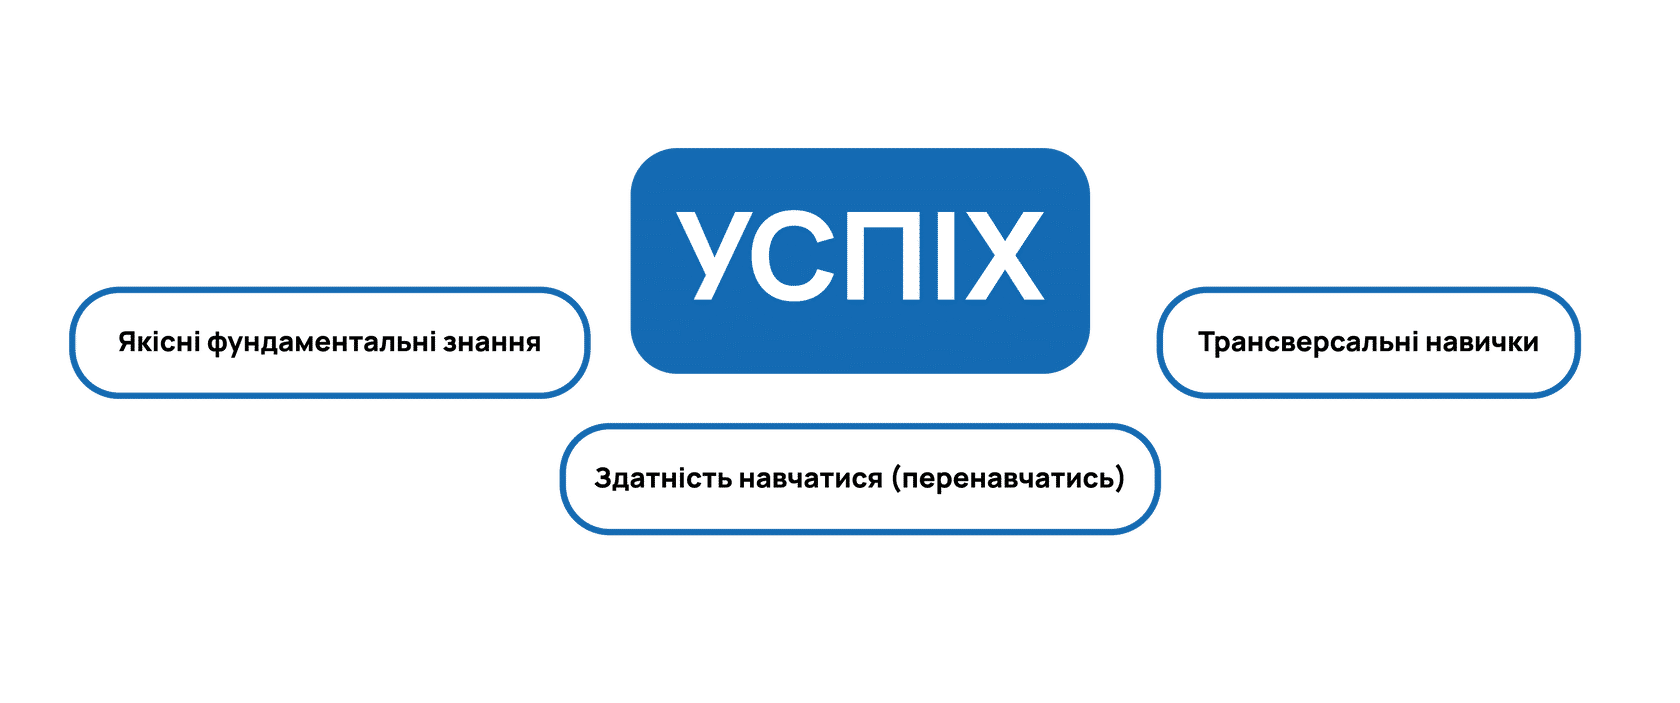 УСПІХ
Якісні фундаментальні знання
Трансверсальні навички
Здатність навчатися (перенавчатись)